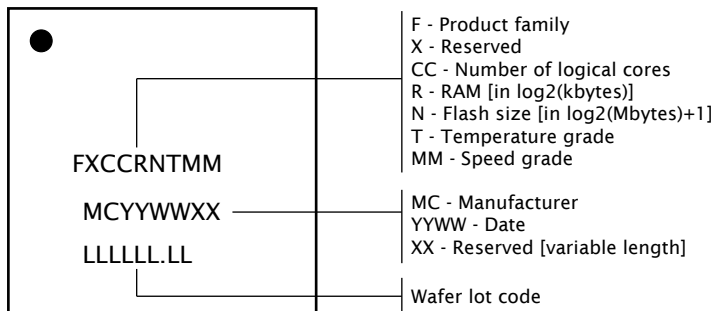 F - Product family
X - Reserved
CC - Number of logical cores
R - RAM [in log2(kbytes)]
N - Flash size [in log2(Mbytes)+1]
T - Temperature grade
MM - Speed grade
FXCCRNTMM
MCYYWWXX
MC - Manufacturer
YYWW - Date
XX - Reserved [variable length]
LLLLLL.LL
Wafer lot code